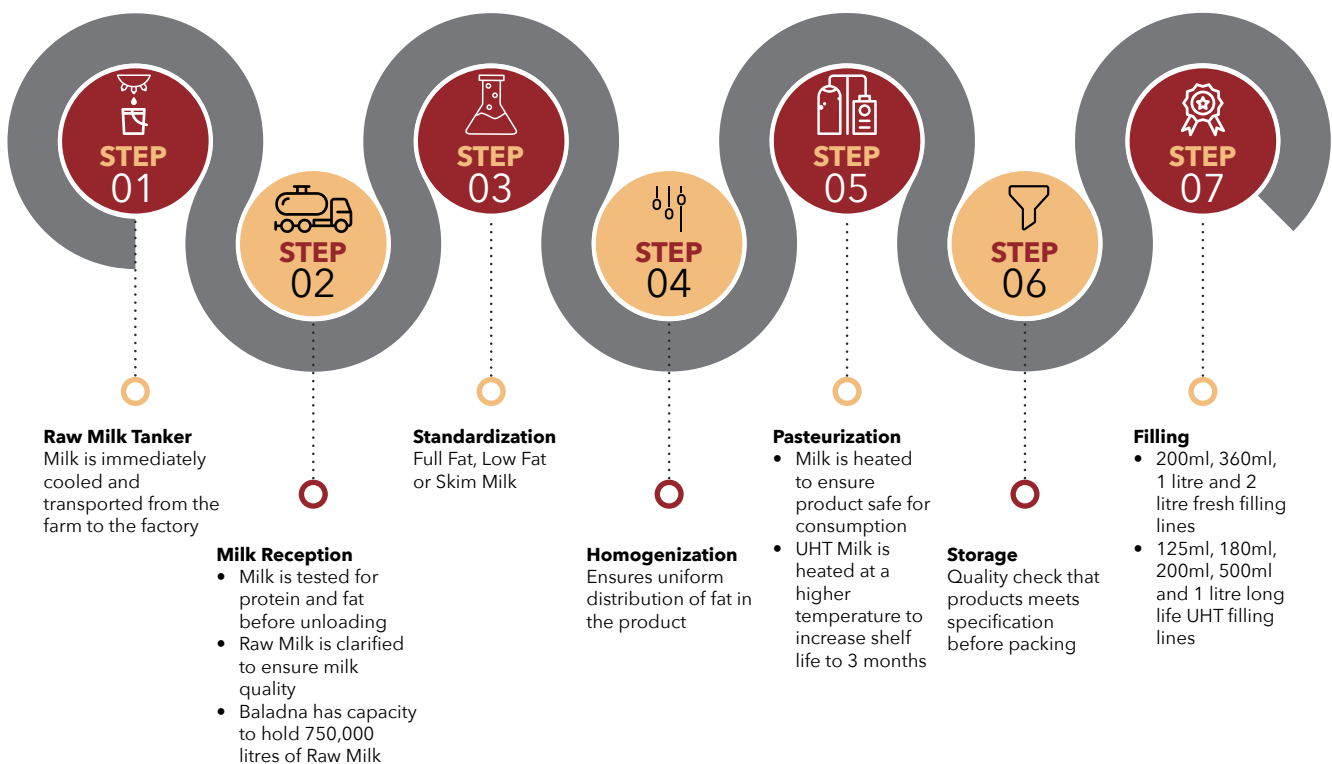 STEP
01
STEP
02
STEP
03
STEP
04
STEP
05
STEP
06
STEP
07
Raw Milk Tanker
Milk is immediately
cooled and
transported from the
farm to the factory
Milk Reception
• Milk is tested for
protein and fat
before unloading
• Raw Milk is clarified
to ensure milk
quality
• Baladna has capacity
to hold 750,000
litres of Raw Milk
Standardization
Full Fat, Low Fat
or Skim Milk
Homogenization
Ensures uniform
distribution of fat in
the product
Pasteurization
• Milk is heated
to ensure
product safe for
consumption
• UHT Milk is
heated at a
higher
temperature to
increase shelf
life to 3 months
Storage
Quality check that
products meets
specification
before packing
Filling
• 200ml, 360ml,
1 litre and 2
litre fresh filling
lines
• 125ml, 180ml,
200ml, 500ml
and 1 litre long
life UHT filling
lines